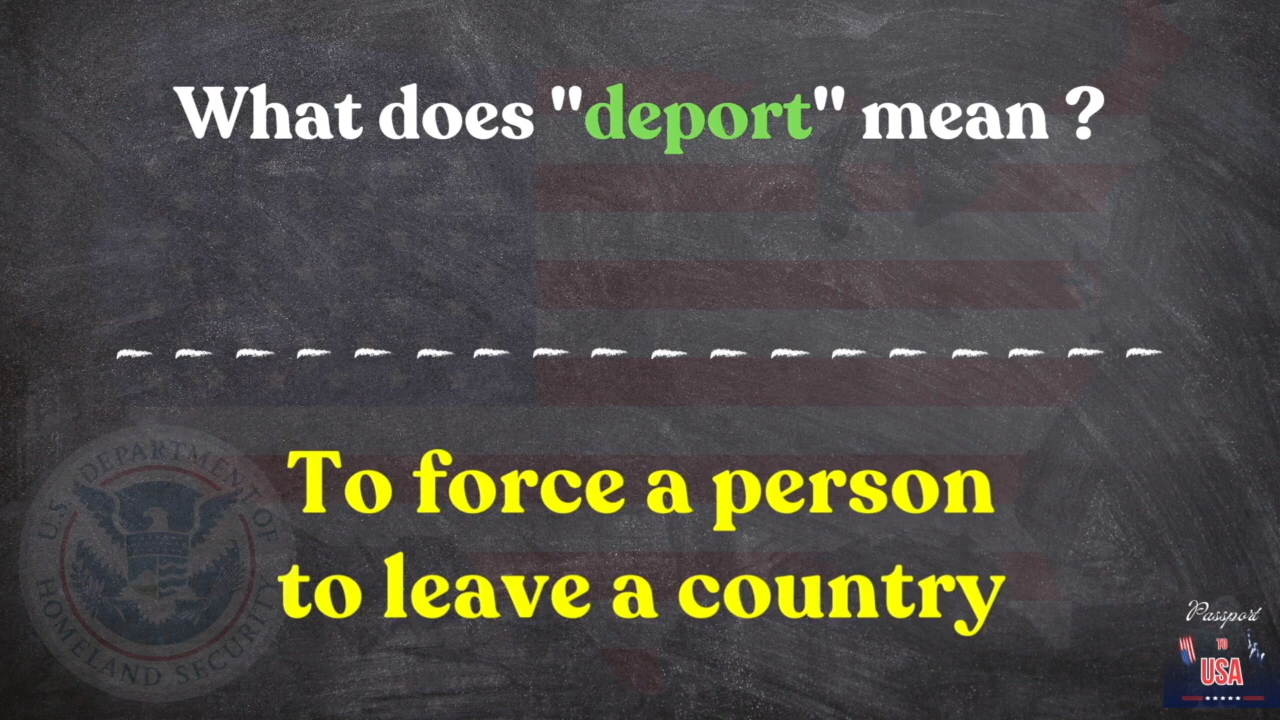 What does "deport" mean ?
To force a person
to leave a country
U.S. DEPARTMENT OF
HOMELAND SECURITY
Passport
TO
USA